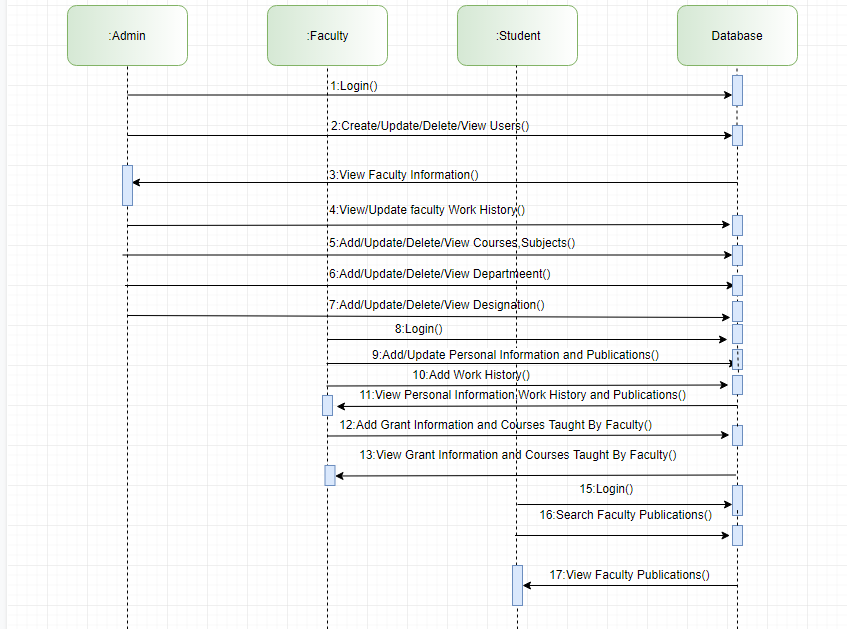 :Admin
:Faculty
:Student
Database
1:Login()
2:Create/Update/Delete/View Users()
3:View Faculty Information()
4:View/Update faculty Work History()
5:Add/Update/Delete/View Courses,Subjects()
6:Add/Update/Delete/View Departmeent()
7:Add/Update/Delete/View Designation()
8:Login()
9:Add/Update Personal Information and Publications()
10:Add Work History()
11:View Personal Information,Work History and Publications()
12:Add Grant Information and Courses Taught By Faculty()
13:View Grant Information and Courses Taught By Faculty()
15:Login()
16:Search Faculty Publications()
17:View Faculty Publications()